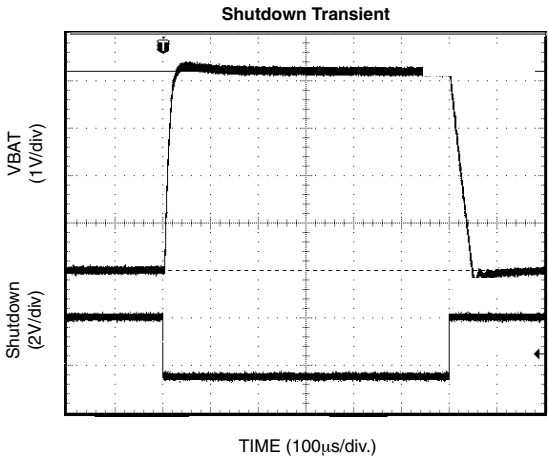 Shutdown Transient
T
VBAT
(1V/div)
Shutdown
(2V/div)
TIME (100µs/div.)